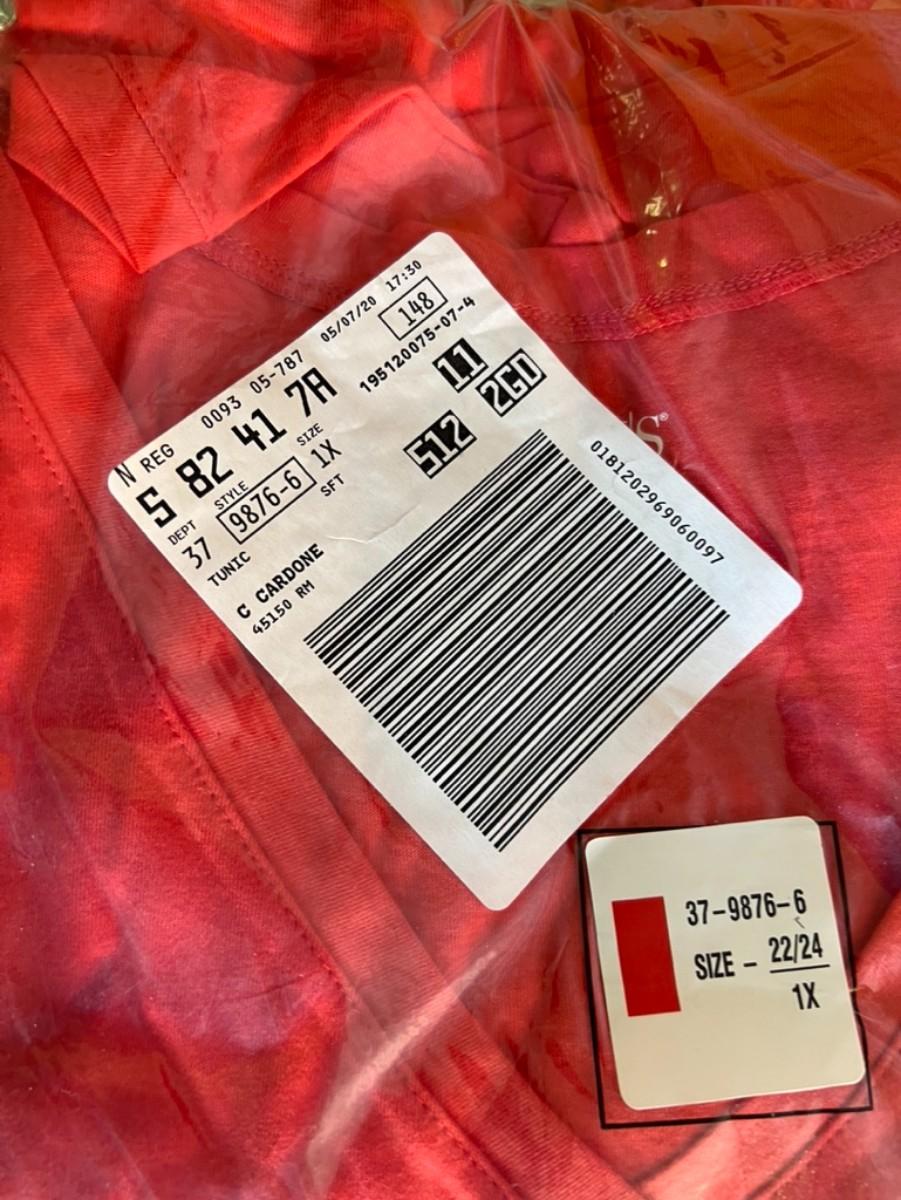 N REG 0093 05-787 05/07/20 17:30
5 82 41 7A 148
DEPT STYLE SIZE 195120075-07-4
37 9876-6 1X 11
TUNIC SFT 512 2GD
C CARDONE
45150 RM
0181202969060097
S®
37-9876-6
SIZE - 22/24
1X